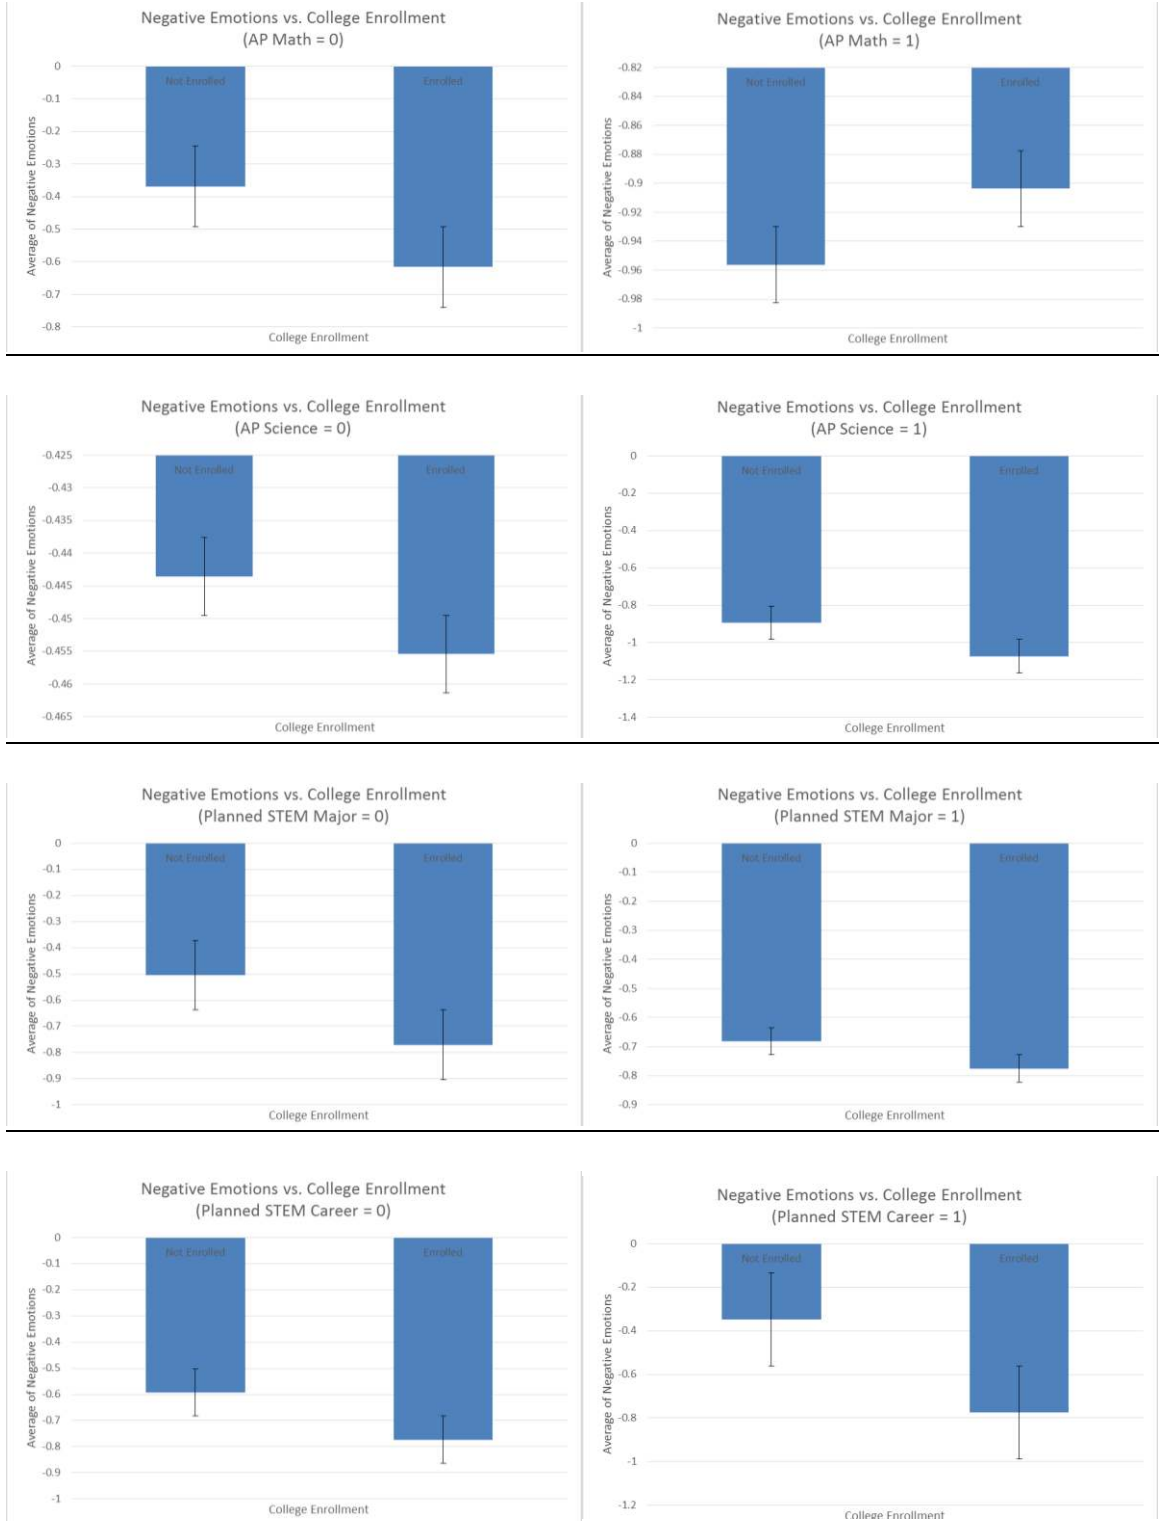 Negative Emotions vs. College Enrollment
(AP Math = 0)
0
-0.1
-0.2
-0.3
-0.4
-0.5
-0.6
-0.7
-0.8
Average of Negative Emotions
Not Enrolled
Enrolled
College Enrollment
Negative Emotions vs. College Enrollment
(AP Math = 1)
-0.82
-0.84
-0.86
-0.88
-0.9
-0.92
-0.94
-0.96
-0.98
-1
Average of Negative Emotions
Not Enrolled
Enrolled
College Enrollment
Negative Emotions vs. College Enrollment
(AP Science = 0)
-0.425
-0.43
-0.435
-0.44
-0.445
-0.45
-0.455
-0.46
-0.465
Average of Negative Emotions
Not Enrolled
Enrolled
College Enrollment
Negative Emotions vs. College Enrollment
(AP Science = 1)
0
-0.2
-0.4
-0.6
-0.8
-1
-1.2
-1.4
Average of Negative Emotions
Not Enrolled
Enrolled
College Enrollment
Negative Emotions vs. College Enrollment
(Planned STEM Major = 0)
0
-0.1
-0.2
-0.3
-0.4
-0.5
-0.6
-0.7
-0.8
-0.9
-1
Average of Negative Emotions
Not Enrolled
Enrolled
College Enrollment
Negative Emotions vs. College Enrollment
(Planned STEM Major = 1)
0
-0.1
-0.2
-0.3
-0.4
-0.5
-0.6
-0.7
-0.8
-0.9
Average of Negative Emotions
Not Enrolled
Enrolled
College Enrollment
Negative Emotions vs. College Enrollment
(Planned STEM Career = 0)
0
-0.1
-0.2
-0.3
-0.4
-0.5
-0.6
-0.7
-0.8
-0.9
-1
Average of Negative Emotions
Not Enrolled
Enrolled
College Enrollment
Negative Emotions vs. College Enrollment
(Planned STEM Career = 1)
0
-0.2
-0.4
-0.6
-0.8
-1
-1.2
Average of Negative Emotions
Not Enrolled
Enrolled
College Enrollment